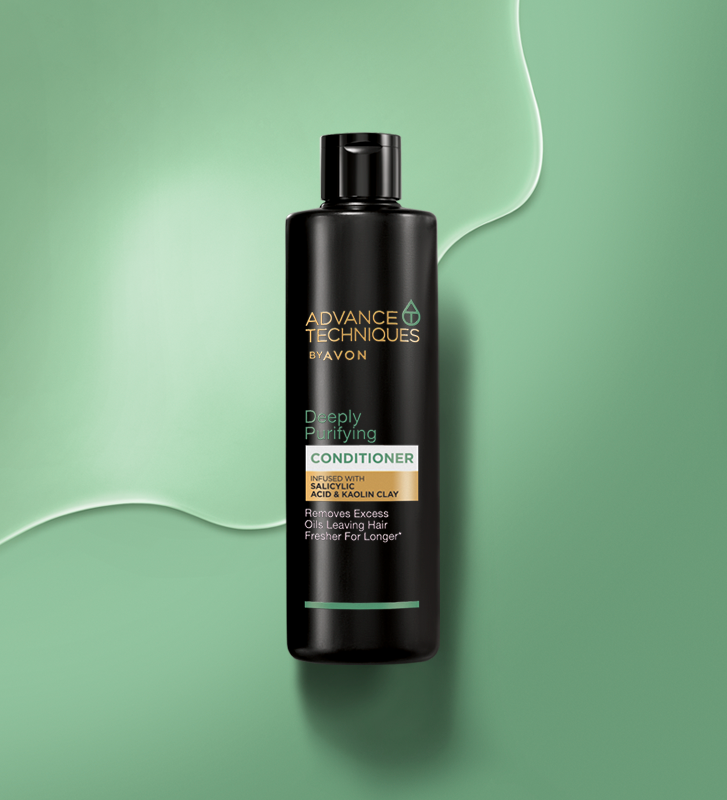 ADVANCE
TECHNIQUES
BY AVON
Deeply
Purifying
CONDITIONER
INFUSED WITH
SALICYLIC
ACID & KAOLIN CLAY
Removes Excess
Oils Leaving Hair
Fresher For Longer*